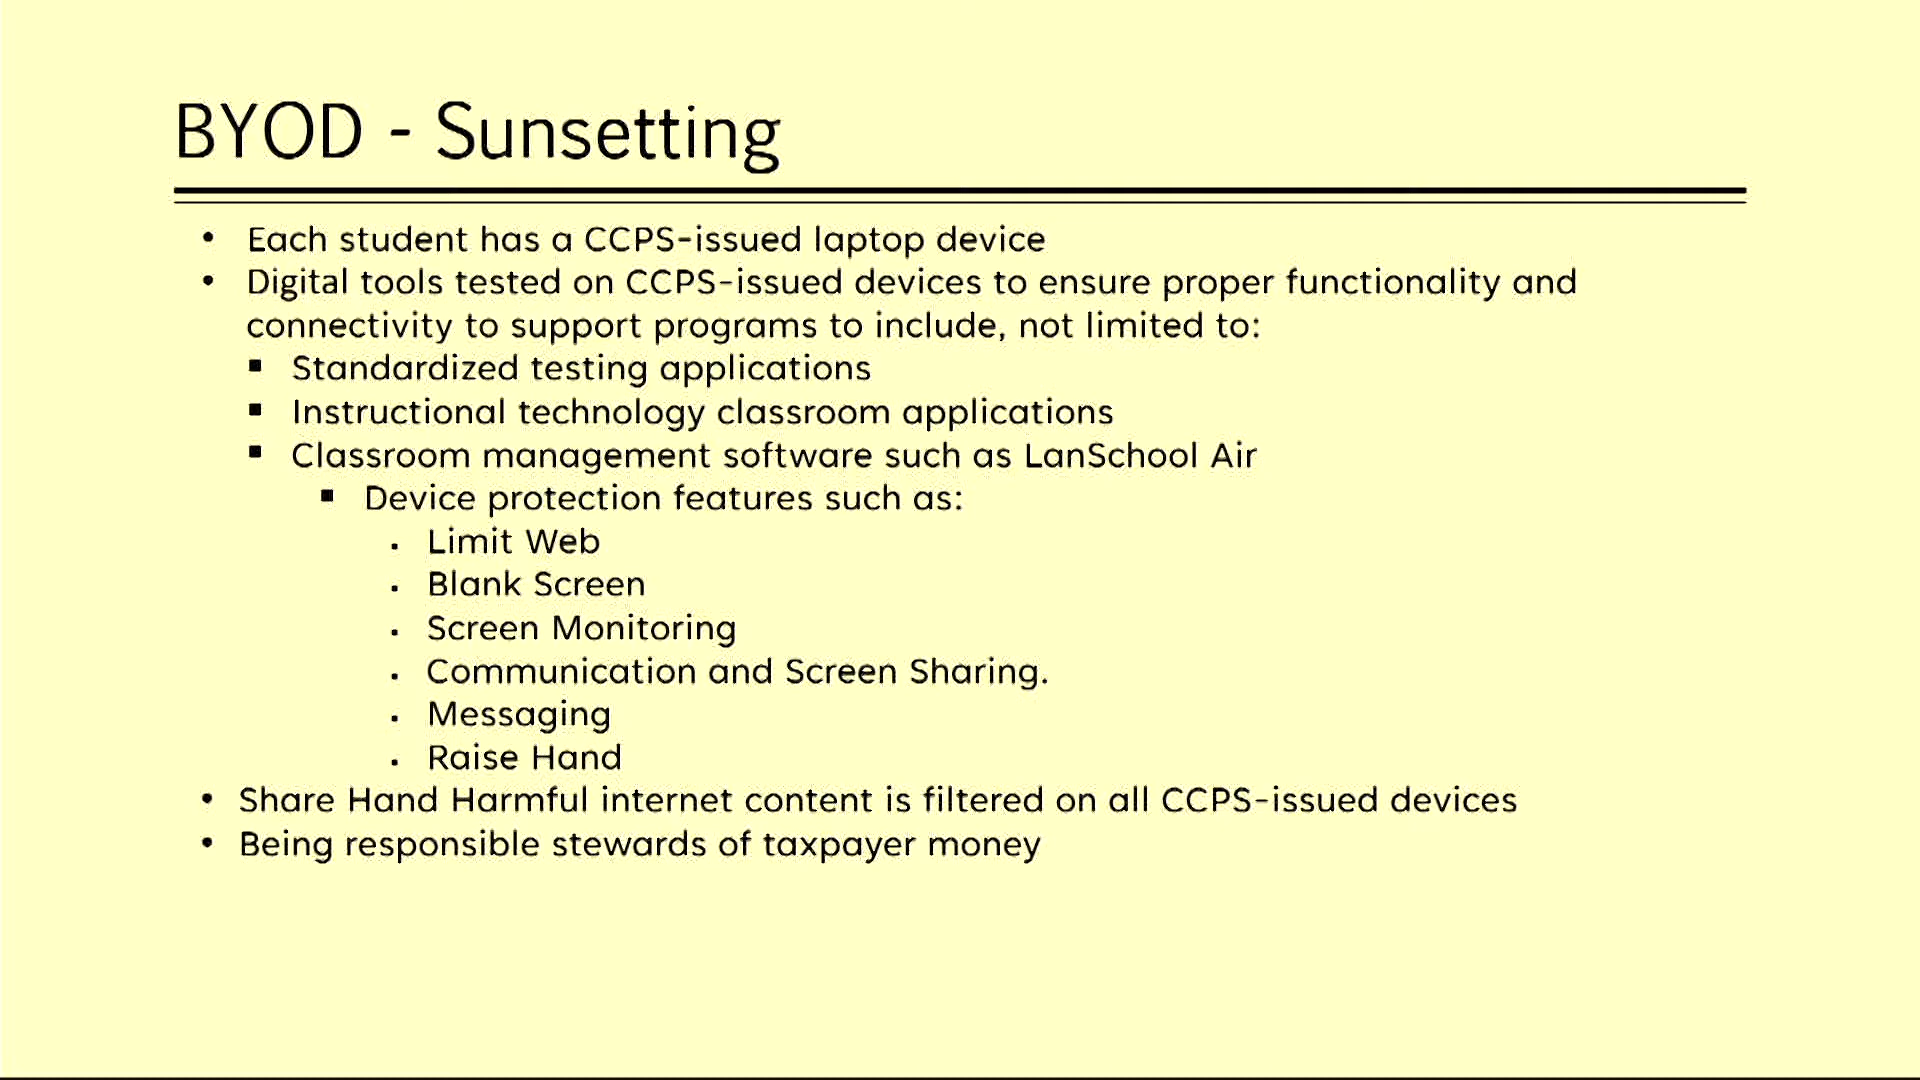 BYOD - Sunsetting
• Each student has a CCPS-issued laptop device
• Digital tools tested on CCPS-issued devices to ensure proper functionality and
connectivity to support programs to include, not limited to:
▪ Standardized testing applications
▪ Instructional technology classroom applications
▪ Classroom management software such as LanSchool Air
▪ Device protection features such as:
▪ Limit Web
▪ Blank Screen
▪ Screen Monitoring
▪ Communication and Screen Sharing.
▪ Messaging
▪ Raise Hand
• Share Hand Harmful internet content is filtered on all CCPS-issued devices
• Being responsible stewards of taxpayer money